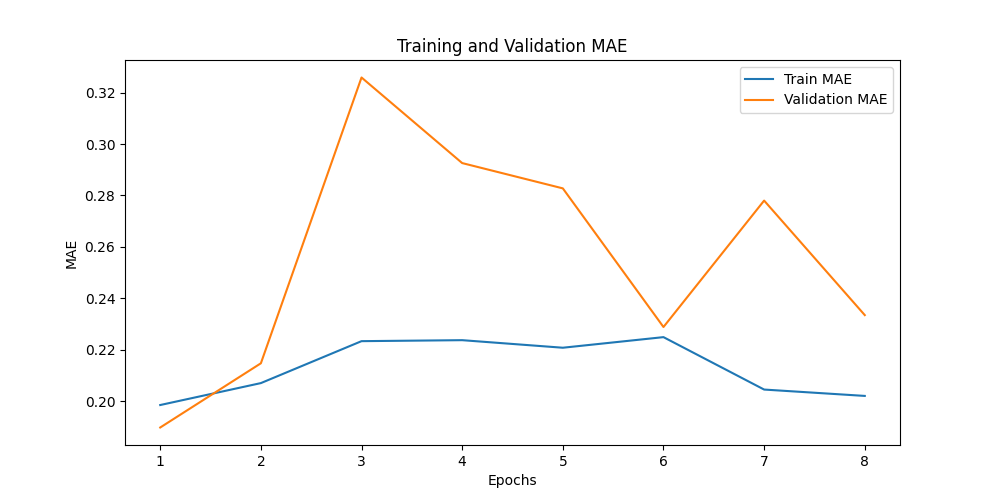 Training and Validation MAE
Train MAE
Validation MAE
0.32
0.30
0.28
0.26
0.24
0.22
0.20
MAE
1 2 3 4 5 6 7 8
Epochs